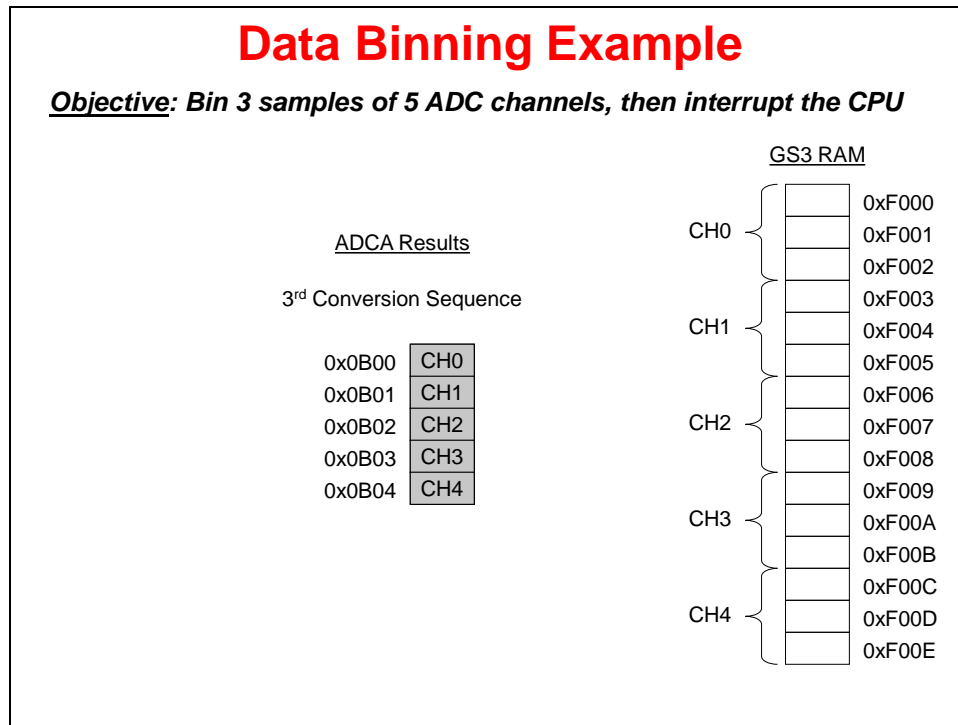 Data Binning Example
Objective: Bin 3 samples of 5 ADC channels, then interrupt the CPU
ADCA Results
3rd Conversion Sequence
0x0B00 CH0
0x0B01 CH1
0x0B02 CH2
0x0B03 CH3
0x0B04 CH4
GS3 RAM
CH0
0xF000
0xF001
0xF002
CH1
0xF003
0xF004
0xF005
CH2
0xF006
0xF007
0xF008
CH3
0xF009
0xF00A
0xF00B
CH4
0xF00C
0xF00D
0xF00E